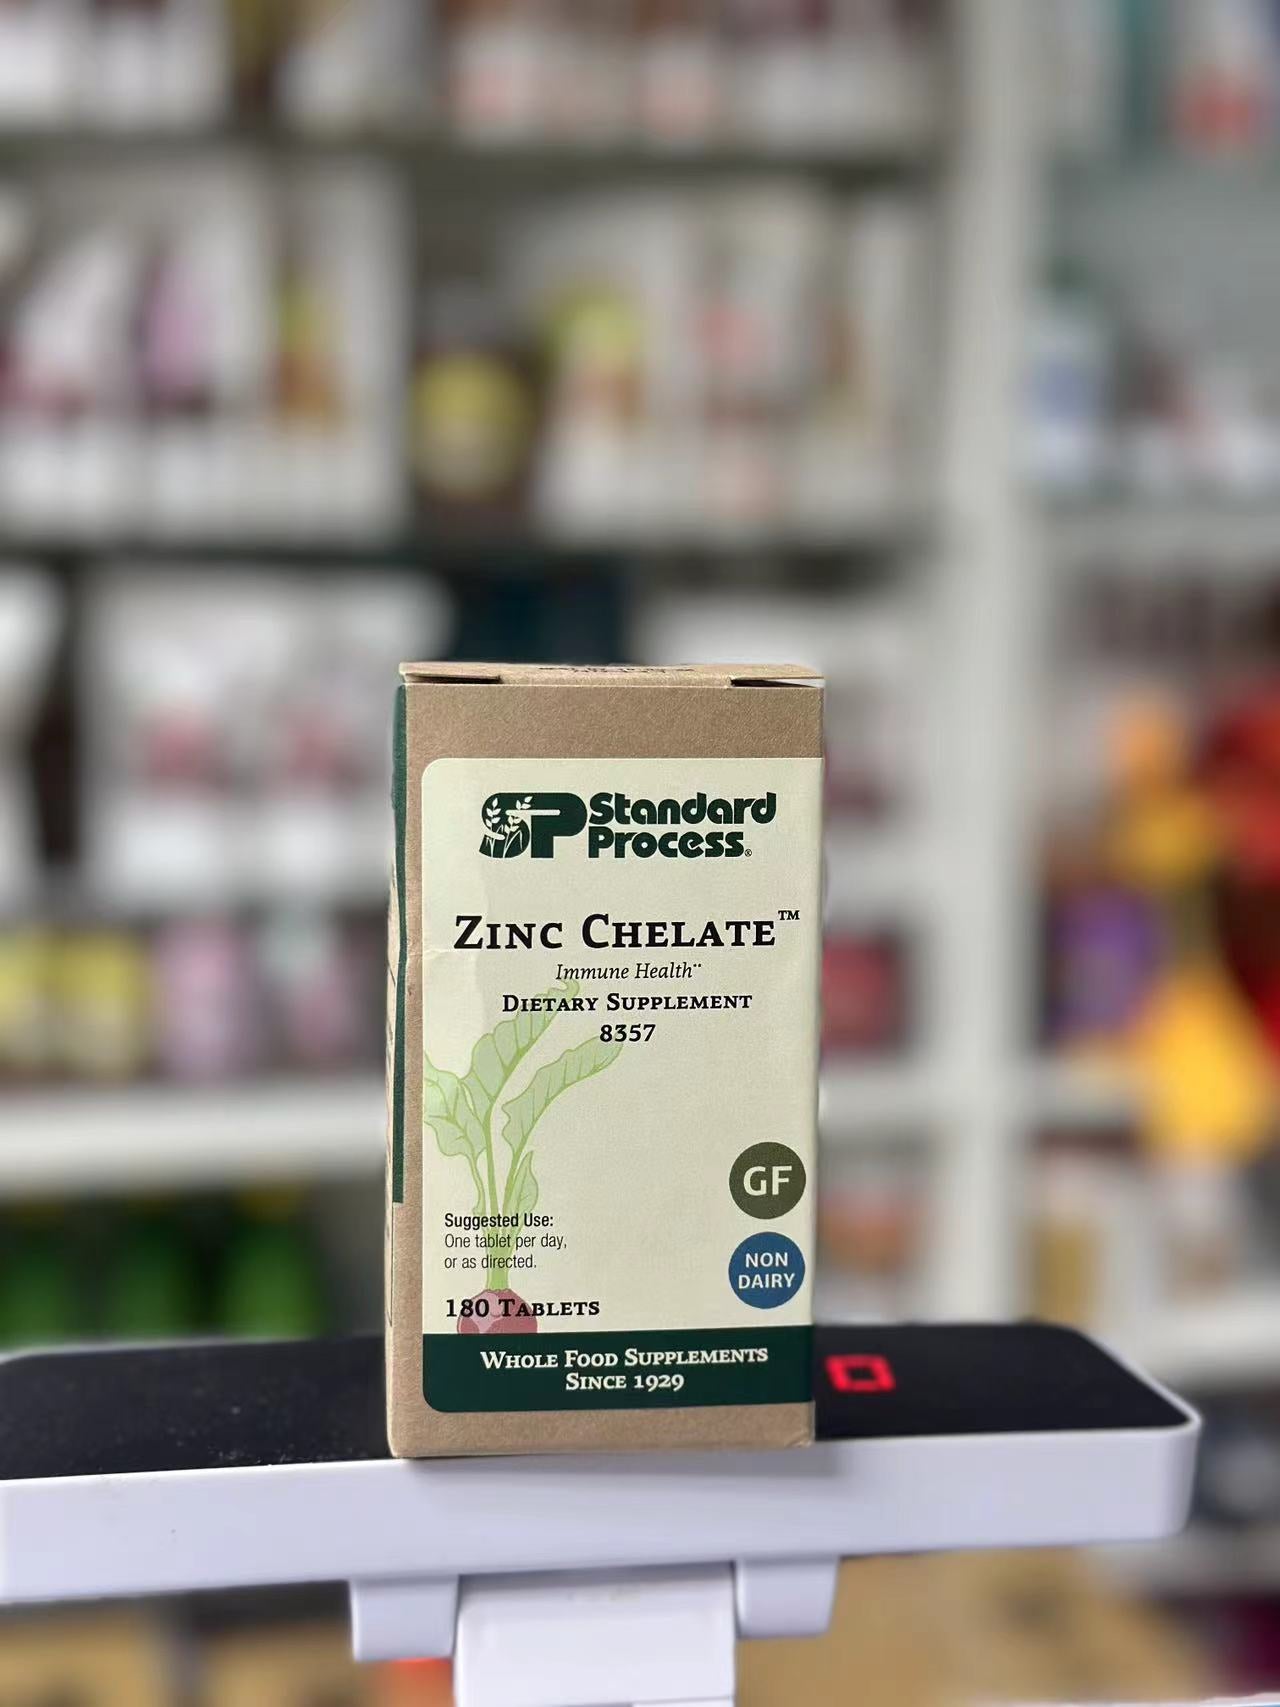 SP Standard
Process®
ZINC CHELATE™
Immune Health¨
DIETARY SUPPLEMENT
8357
GF
Suggested Use:
One tablet per day,
or as directed.
NON
DAIRY
180 TABLETS
WHOLE FOOD SUPPLEMENTS
SINCE 1929